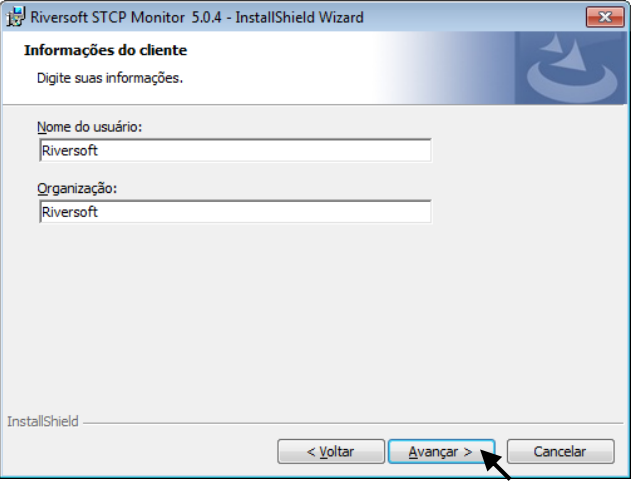 Riversoft STCP Monitor 5.0.4 - InstallShield Wizard
Informações do cliente
Digite suas informações.
Nome do usuário:
Riversoft
Organização:
Riversoft
InstallShield
< Voltar
Avançar >
Cancelar